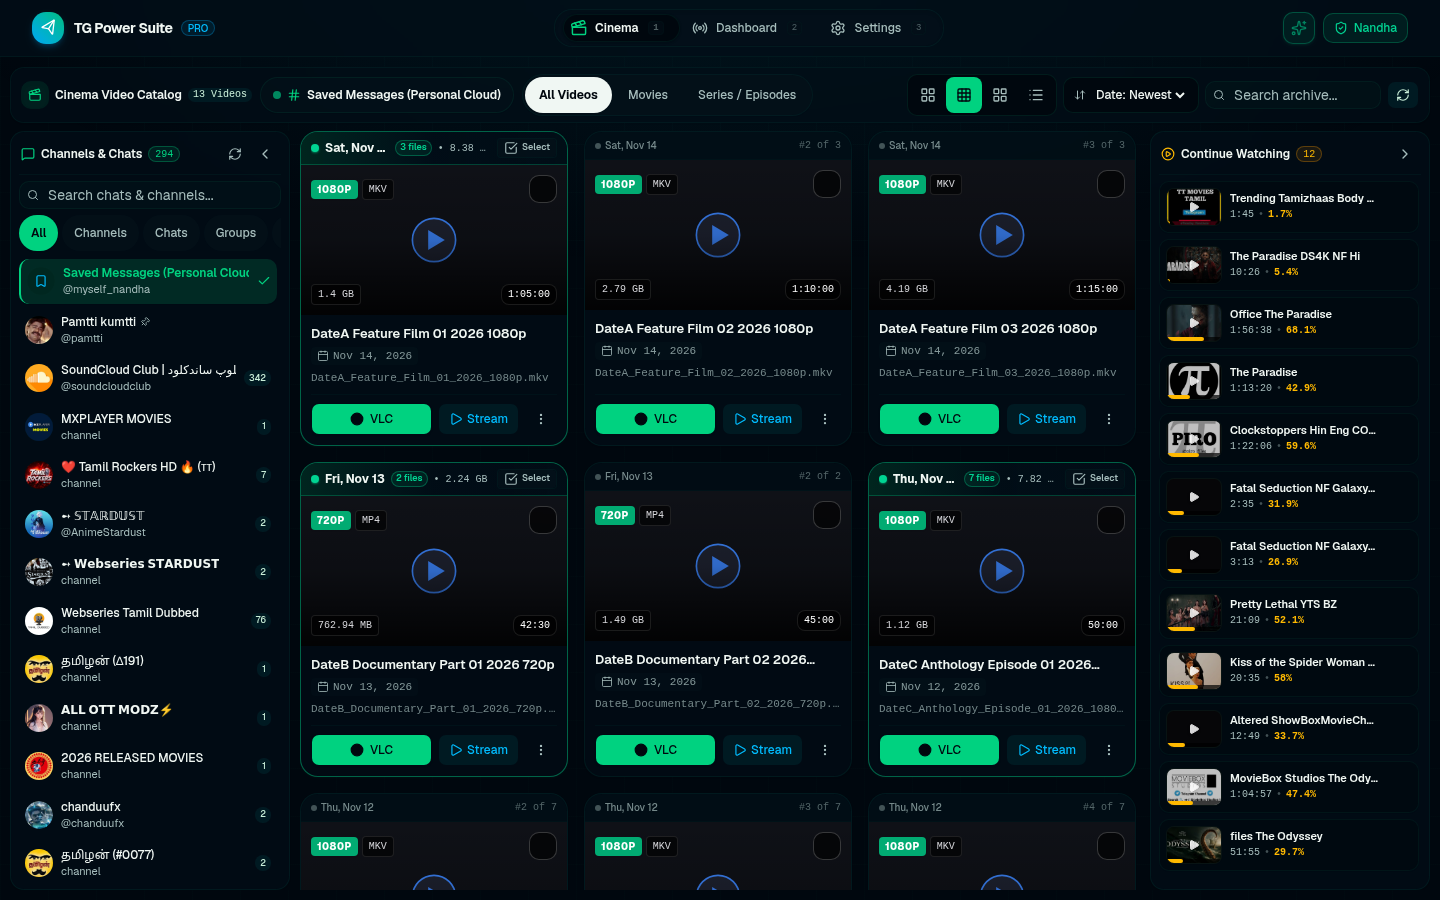 TG Power Suite PRO
Cinema 1
Dashboard 2
Settings 3
Nandha
Cinema Video Catalog 13 Videos
Saved Messages (Personal Cloud)
All Videos
Movies
Series / Episodes
Date: Newest
Search archive...
Channels & Chats 294
Search chats & channels...
All
Channels
Chats
Groups
Saved Messages (Personal Cloud
@myself_nandha
Pamtti kumtti
@pamtti
SoundCloud Club | لوپ ساندکلود
@soundcloudclub
342
MXPLAYER MOVIES
channel
1
❤️ Tamil Rockers HD 🔥 (тт)
channel
7
➻ 𝕊𝕋𝔸ℝ𝔻𝕌𝕊𝕋
@AnimeStardust
2
➻ Webseries STARDUST
channel
2
Webseries Tamil Dubbed
channel
76
தமிழன் (Δ191)
channel
1
ALL OTT MODZ⚡
channel
1
2026 RELEASED MOVIES
channel
1
chanduufx
@chanduufx
2
தமிழன் (#0077)
channel
2
Sat, Nov ... 3 files • 8.38 … Select
1080P MKV
1.4 GB 1:05:00
DateA Feature Film 01 2026 1080p
Nov 14, 2026
DateA_Feature_Film_01_2026_1080p.mkv
VLC Stream
Sat, Nov 14 #2 of 3
1080P MKV
2.79 GB 1:10:00
DateA Feature Film 02 2026 1080p
Nov 14, 2026
DateA_Feature_Film_02_2026_1080p.mkv
VLC Stream
Sat, Nov 14 #3 of 3
1080P MKV
4.19 GB 1:15:00
DateA Feature Film 03 2026 1080p
Nov 14, 2026
DateA_Feature_Film_03_2026_1080p.mkv
VLC Stream
Fri, Nov 13 2 files • 2.24 GB Select
720P MP4
762.94 MB 42:30
DateB Documentary Part 01 2026 720p
Nov 13, 2026
DateB_Documentary_Part_01_2026_720p.…
VLC Stream
Fri, Nov 13 #2 of 2
720P MP4
1.49 GB 45:00
DateB Documentary Part 02 2026...
Nov 13, 2026
DateB_Documentary_Part_02_2026_720p.…
VLC Stream
Thu, Nov ... 7 files • 7.82 … Select
1080P MKV
1.12 GB 50:00
DateC Anthology Episode 01 2026...
Nov 12, 2026
DateC_Anthology_Episode_01_2026_1080…
VLC Stream
Thu, Nov 12 #2 of 7
1080P MKV
Thu, Nov 12 #3 of 7
1080P MKV
Thu, Nov 12 #4 of 7
1080P MKV
Continue Watching 12
TT MOVIES
TAMIL
Trending Tamizhaas Body ...
1:45 • 1.7%
The Paradise DS4K NF Hi
10:26 • 5.4%
Office The Paradise
1:56:38 • 68.1%
The Paradise
1:13:20 • 42.9%
Clockstoppers Hin Eng CO...
1:22:06 • 59.6%
Fatal Seduction NF Galaxy...
2:35 • 31.9%
Fatal Seduction NF Galaxy...
3:13 • 26.9%
Pretty Lethal YTS BZ
21:09 • 52.1%
Kiss of the Spider Woman ...
20:35 • 58%
Altered ShowBoxMovieCh...
12:49 • 33.7%
MovieBox Studios The Ody...
1:04:57 • 47.4%
files The Odyssey
51:55 • 29.7%